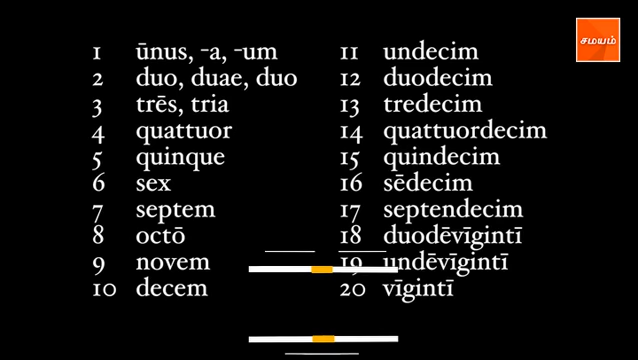 சமயம்
1 ūnus, -a, -um
2 duo, duae, duo
3 trēs, tria
4 quattuor
5 quinque
6 sex
7 septem
8 octō
9 novem
10 decem
11 undecim
12 duodecim
13 tredecim
14 quattuordecim
15 quindecim
16 sēdecim
17 septendecim
18 duodēvīgintī
19 undēvīgintī
20 vīgintī